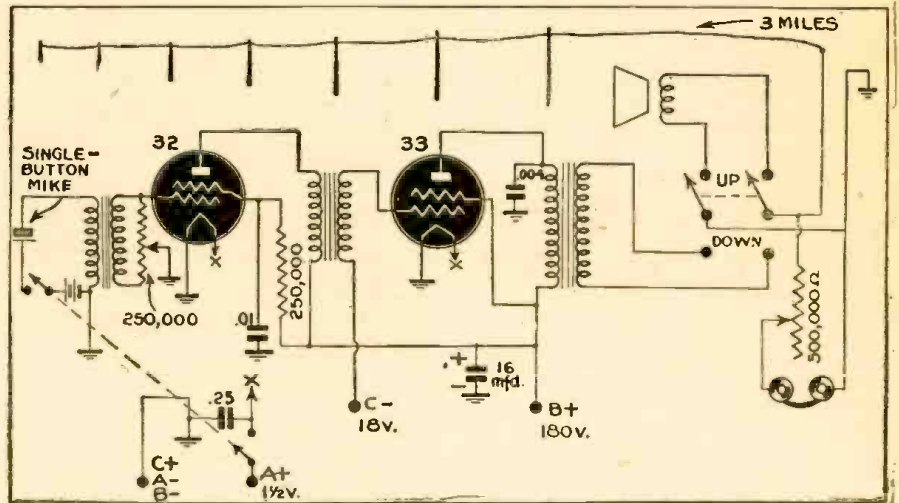 3 MILES
32
33
SINGLE-
BUTTON
MIKE
.004
UP
DOWN
X
X
250,000
250,000
.01
500,000Ω
X
.25
+
-
16
mfd.
C-
18V.
B+
180V.
C+
A-
B-
A+
1½V.